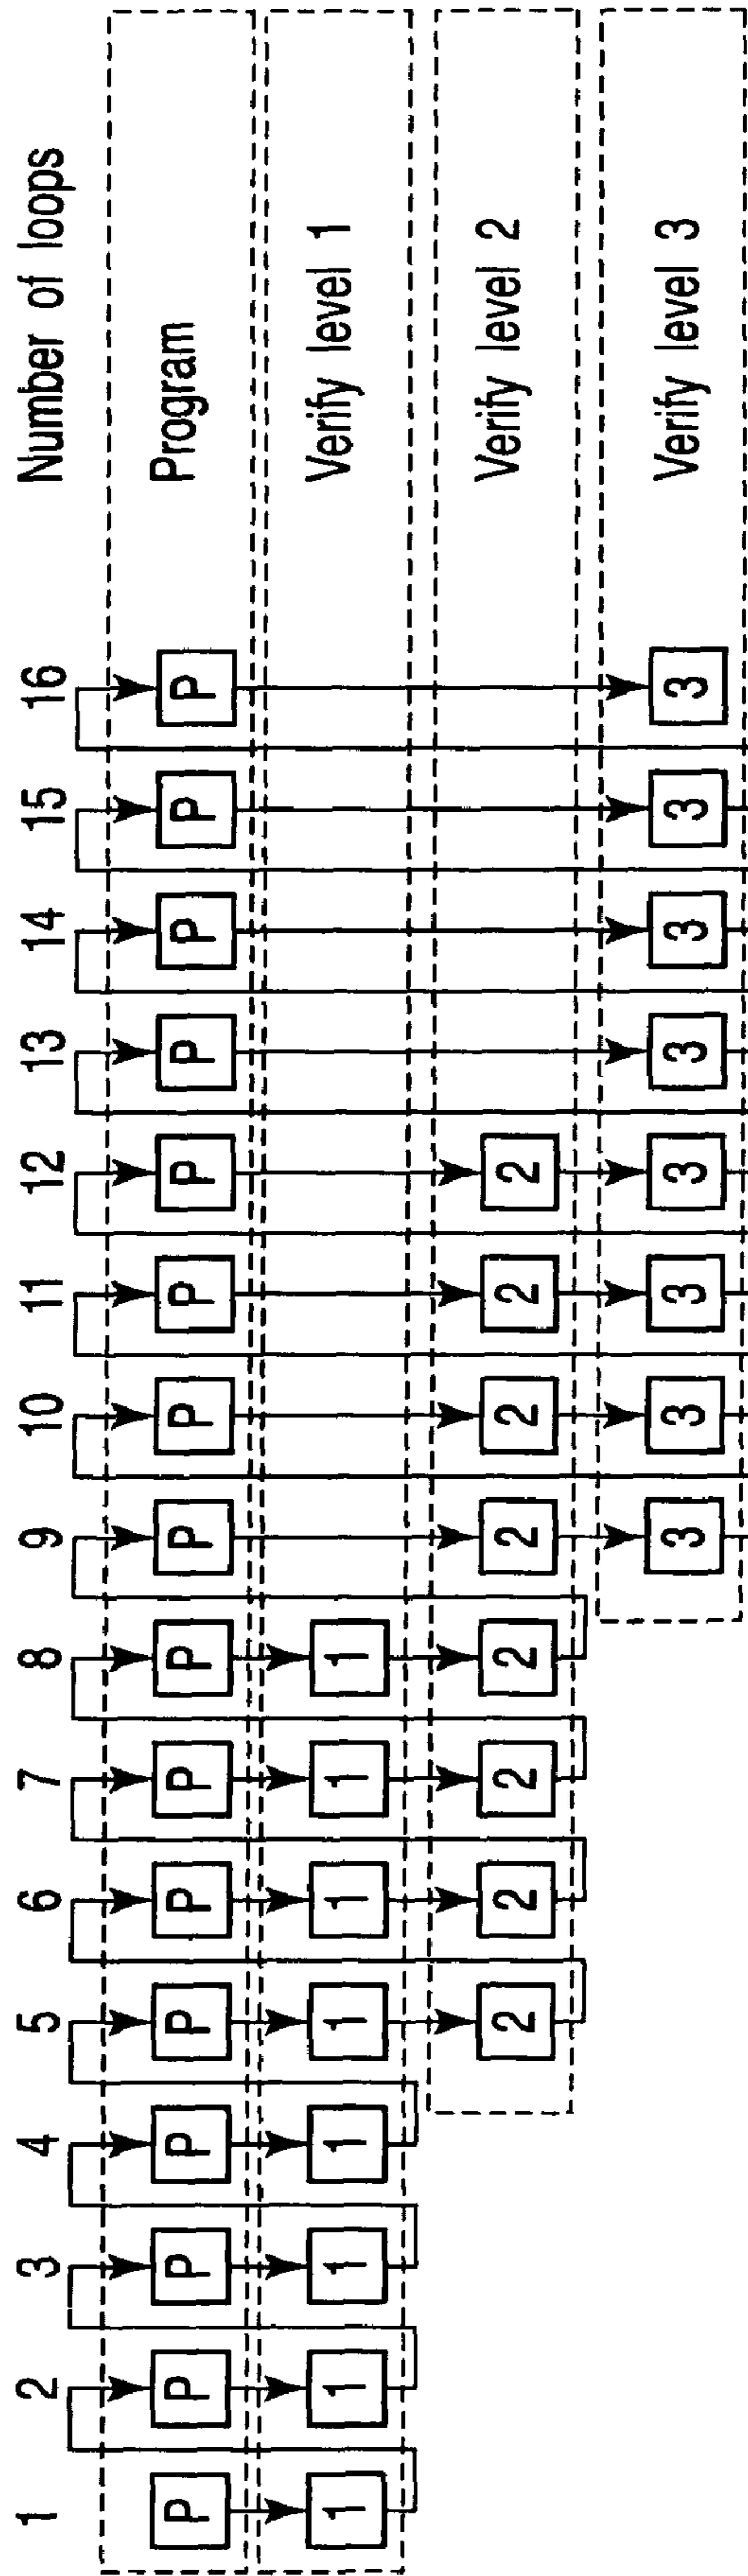 1 2 3 4 5 6 7 8 9 10 11 12 13 14 15 16 Number of loops
P P P P P P P P P P P P P P P P Program
1 1 1 1 1 1 1 1 Verify level 1
2 2 2 2 2 2 2 2 Verify level 2
3 3 3 3 3 3 3 3 Verify level 3